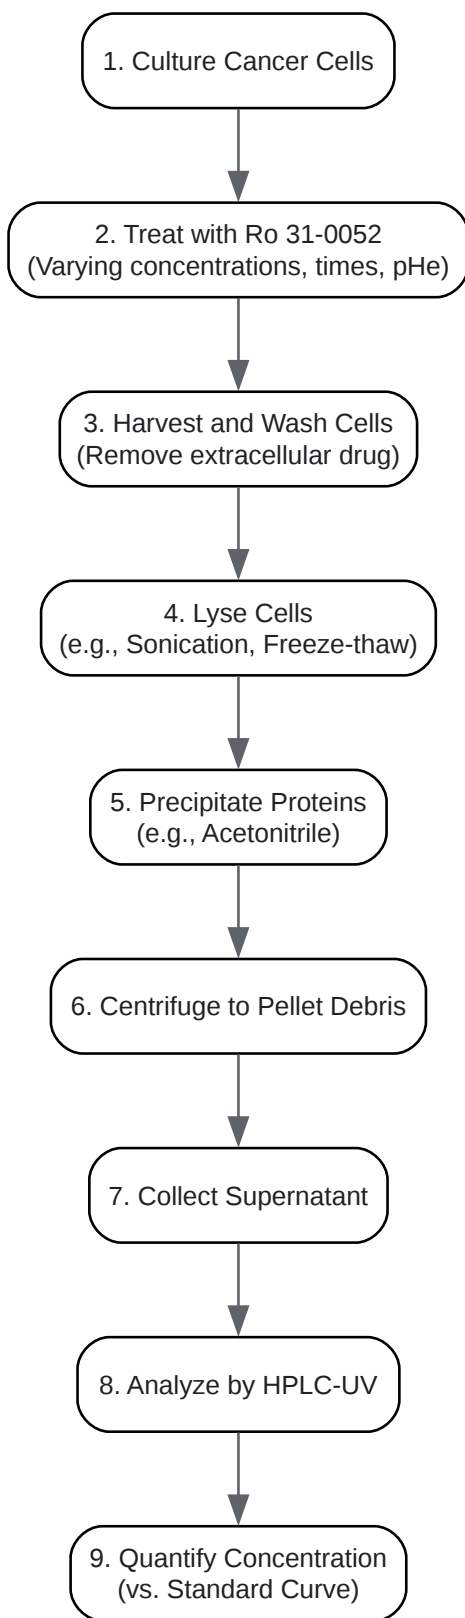 1. Culture Cancer Cells
2. Treat with Ro 31-0052
(Varying concentrations, times, pHe)
3. Harvest and Wash Cells
(Remove extracellular drug)
4. Lyse Cells
(e.g., Sonication, Freeze-thaw)
5. Precipitate Proteins
(e.g., Acetonitrile)
6. Centrifuge to Pellet Debris
7. Collect Supernatant
8. Analyze by HPLC-UV
9. Quantify Concentration
(vs. Standard Curve)